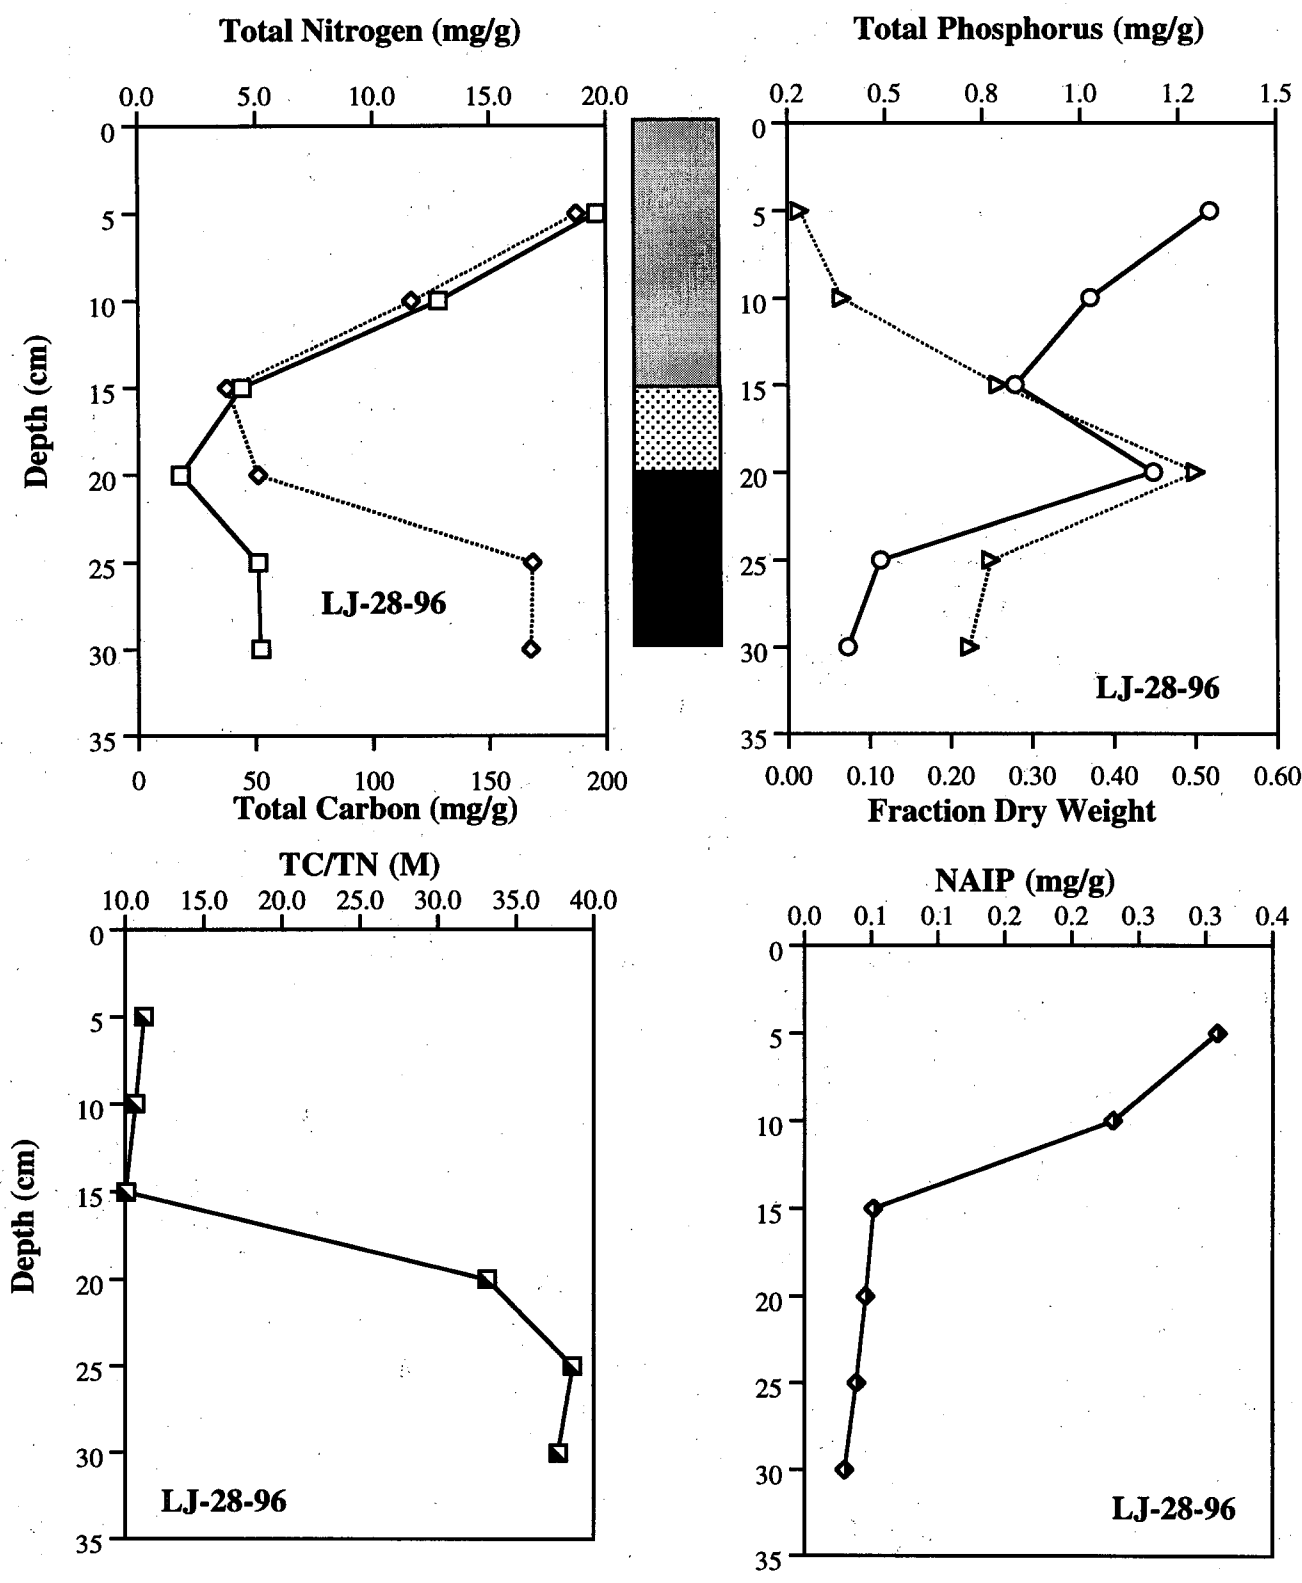 Total Nitrogen (mg/g)
0.0 5.0 10.0 15.0 20.0
0
5
10
15
20
25
30
35
Depth (cm)
LJ-28-96
0 50 100 150 200
Total Carbon (mg/g)
Total Phosphorus (mg/g)
0.2 0.5 0.8 1.0 1.2 1.5
0
5
10
15
20
25
30
35
LJ-28-96
0.00 0.10 0.20 0.30 0.40 0.50 0.60
Fraction Dry Weight
TC/TN (M)
10.0 15.0 20.0 25.0 30.0 35.0 40.0
0
5
10
15
20
25
30
35
Depth (cm)
LJ-28-96
NAIP (mg/g)
0.0 0.1 0.1 0.2 0.2 0.3 0.3 0.4
0
5
10
15
20
25
30
35
LJ-28-96